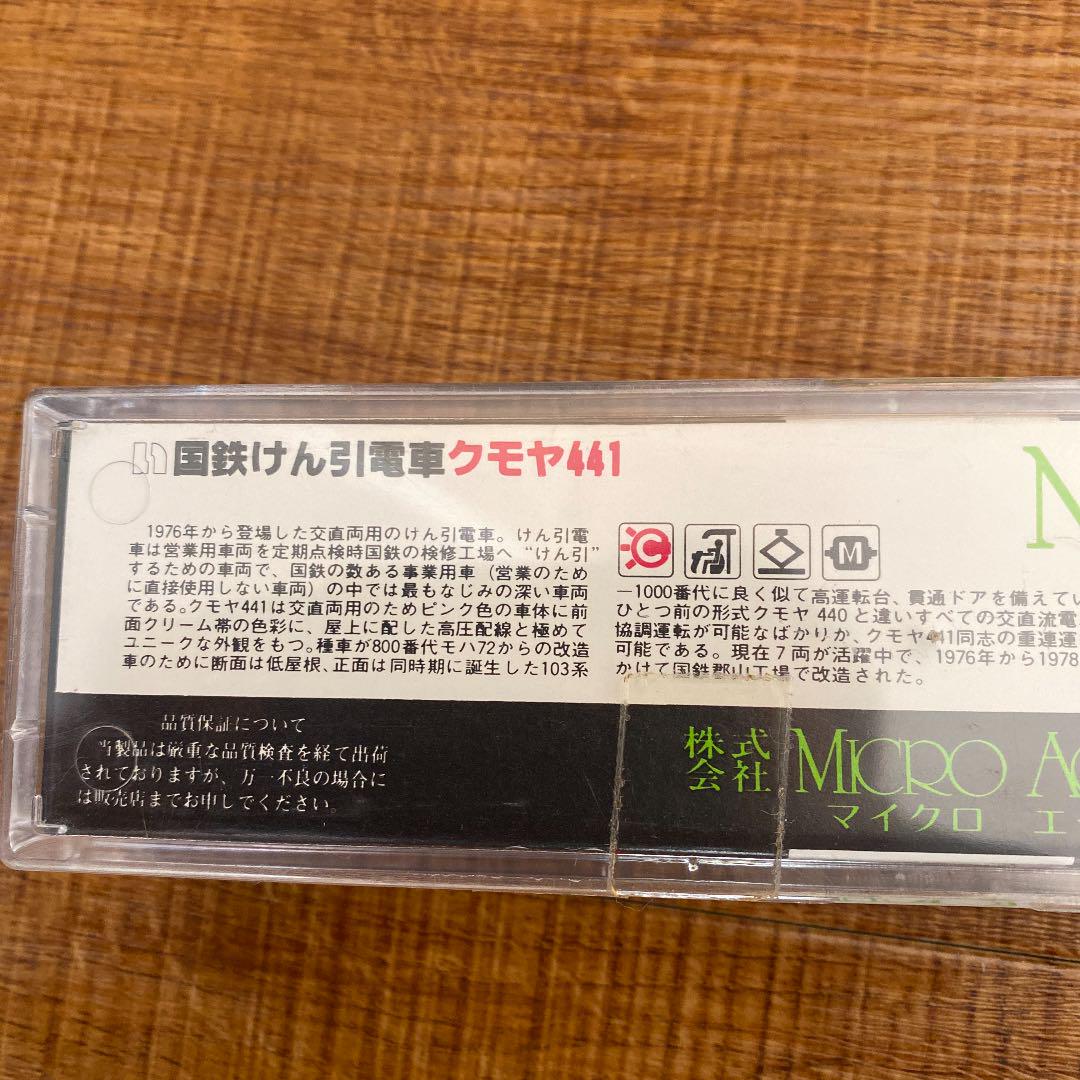 国鉄けん引電車クモヤ441
1976年から登場した交直両用のけん引電車。けん引電
車は営業用車両を定期点検時国鉄の検修工場へ“けん引”
するための車両で、国鉄の数ある事業用車（営業のため
に直接使用しない車両）の中では最もなじみの深い車両
である。クモヤ441は交直両用のためピンク色の車体に前
面クリーム帯の色彩に、屋上に配した高圧配線と極めて
ユニークな外観をもつ。種車が800番代モハ72からの改造
車のために断面は低屋根、正面は同時期に誕生した103系
C
M
N
−1000番代に良く似て高運転台、貫通ドアを備えてい
ひとつ前の形式クモヤ440と違いすべての交直流電
協調運転が可能なばかりか、クモヤ441同志の重連運
可能である。現在7両が活躍中で、1976年から1978
かけて国鉄郡山工場で改造された。
品質保証について
当製品は厳重な品質検査を経て出荷
されておりますが、万一不良の場合に
は販売店までお申しでください。
株式会社 MICRO A
マイクロ エ